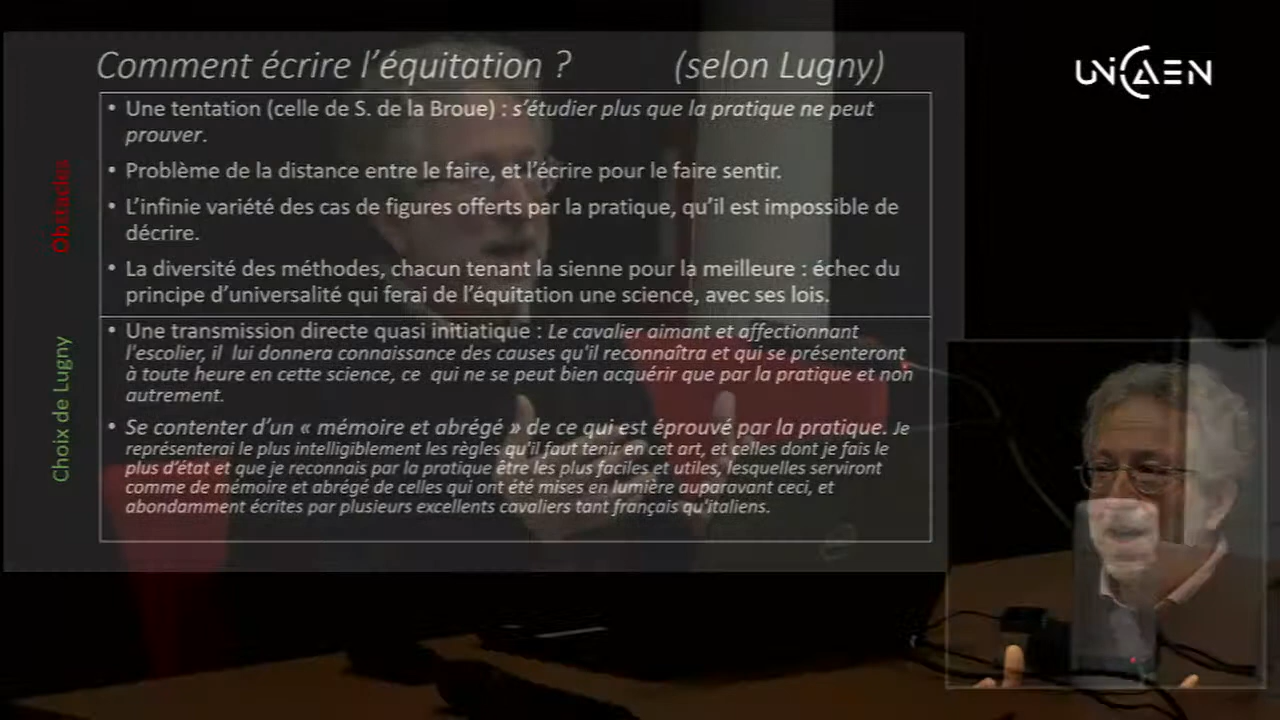 Comment écrire l'équitation ? (selon Lugny)
UNICAEN
Obstacles
• Une tentation (celle de S. de la Broue) : s'étudier plus que la pratique ne peut
prouver.
• Problème de la distance entre le faire, et l'écrire pour le faire sentir.
• L'infinie variété des cas de figures offerts par la pratique, qu'il est impossible de
décrire.
• La diversité des méthodes, chacun tenant la sienne pour la meilleure : échec du
principe d'universalité qui ferai de l'équitation une science, avec ses lois.
Choix de Lugny
• Une transmission directe quasi initiatique : Le cavalier aimant et affectionnant
l'escolier, il lui donnera connaissance des causes qu'il reconnaîtra et qui se présenteront
à toute heure en cette science, ce qui ne se peut bien acquérir que par la pratique et non
autrement.
• Se contenter d'un « mémoire et abrégé » de ce qui est éprouvé par la pratique. Je
représenterai le plus intelligiblement les règles qu'il faut tenir en cet art, et celles dont je fais le
plus d'état et que je reconnais par la pratique être les plus faciles et utiles, lesquelles serviront
comme de mémoire et abrégé de celles qui ont été mises en lumière auparavant ceci, et
abondamment écrites par plusieurs excellents cavaliers tant français qu'italiens.